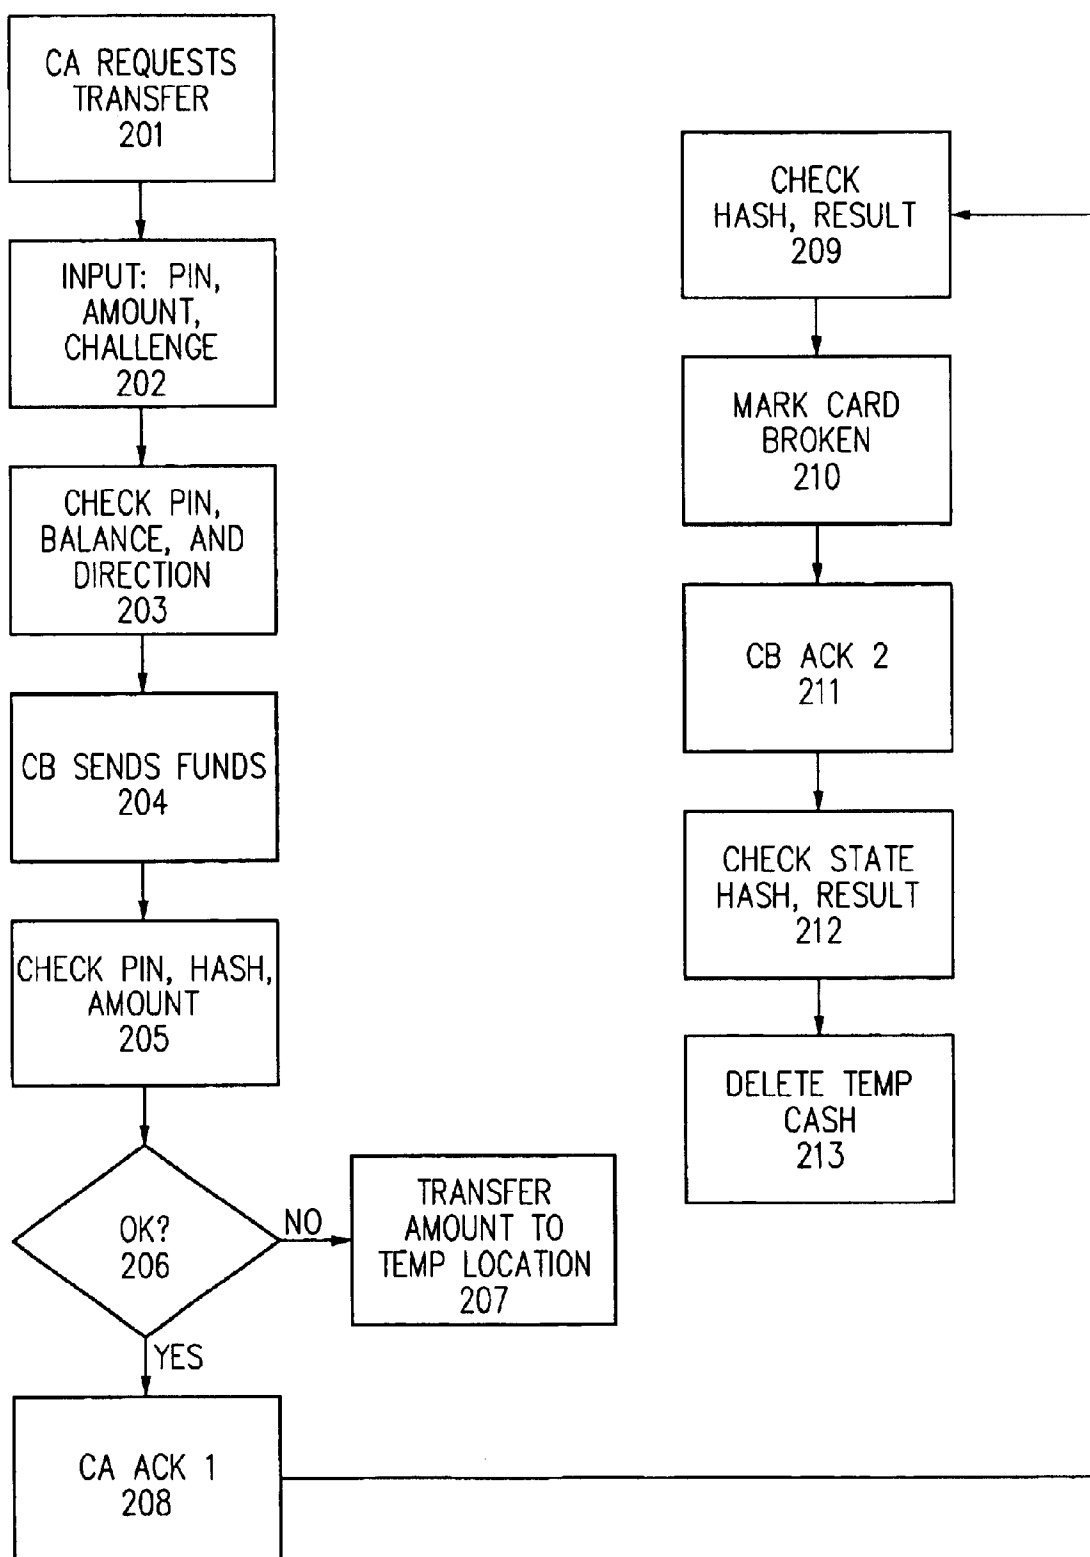 CA REQUESTS
TRANSFER
201
INPUT: PIN,
AMOUNT,
CHALLENGE
202
CHECK PIN,
BALANCE, AND
DIRECTION
203
CB SENDS FUNDS
204
CHECK PIN, HASH,
AMOUNT
205
OK?
206
NO
TRANSFER
AMOUNT TO
TEMP LOCATION
207
YES
CA ACK 1
208
CHECK
HASH, RESULT
209
MARK CARD
BROKEN
210
CB ACK 2
211
CHECK STATE
HASH, RESULT
212
DELETE TEMP
CASH
213